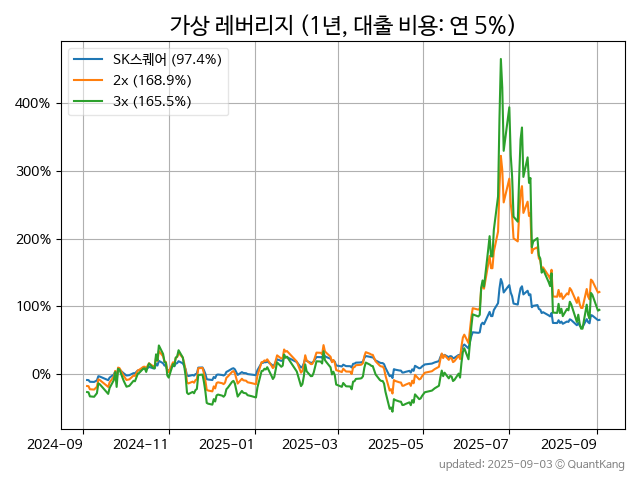 가상 레버리지 (1년, 대출 비용: 연 5%)
SK스퀘어 (97.4%)
2x (168.9%)
3x (165.5%)
400%
300%
200%
100%
0%
2024-09 2024-11 2025-01 2025-03 2025-05 2025-07 2025-09
updated: 2025-09-03 © QuantKang